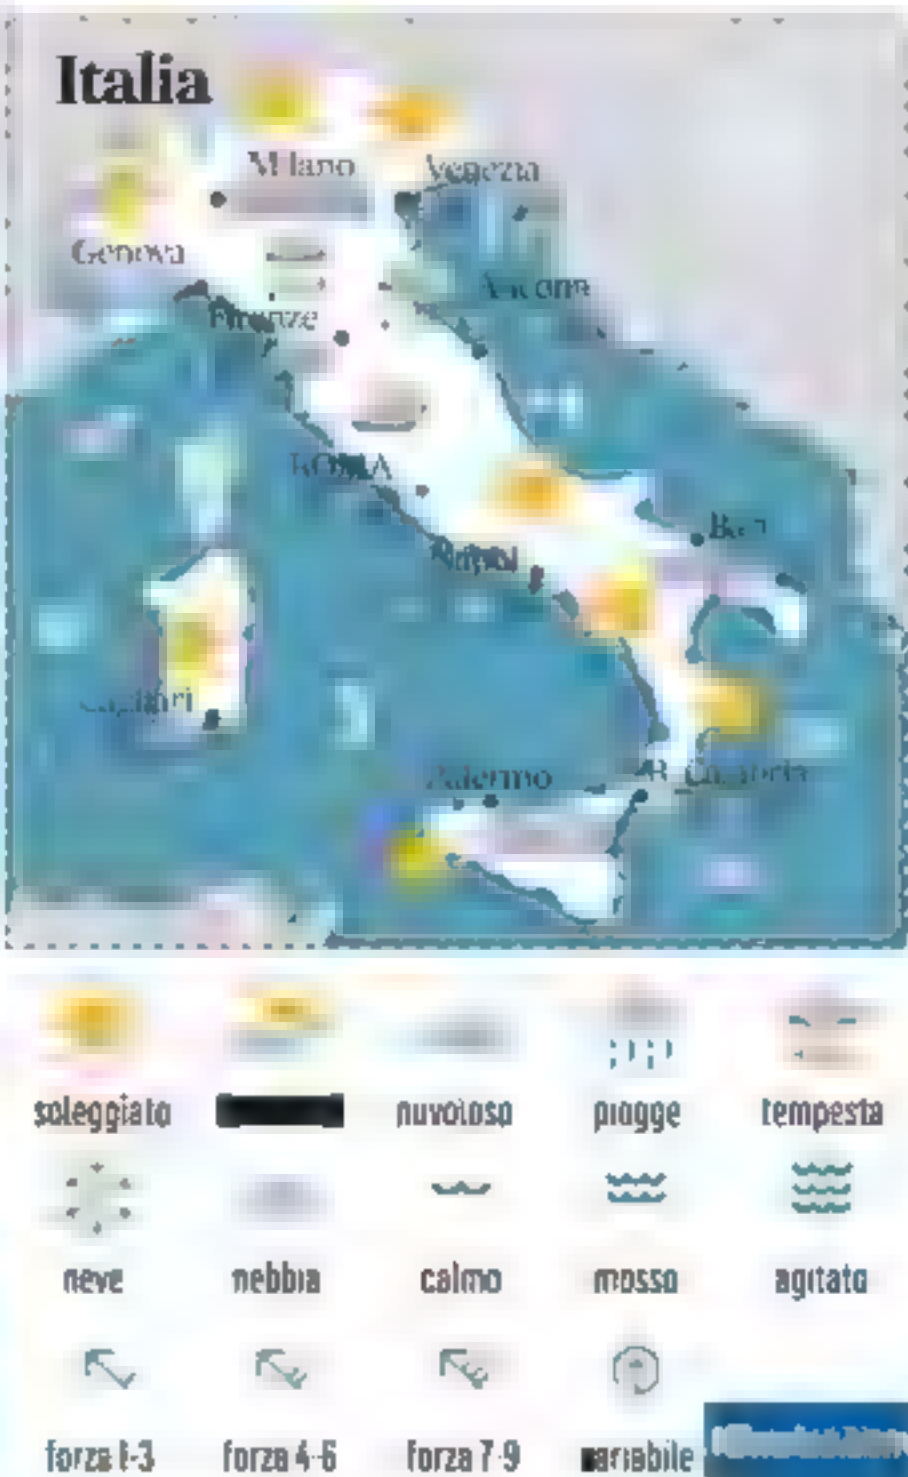 Italia
Milano
Venezia
Genova
Ancona
Firenze
ROMA
Bari
Napoli
Cagliari
Palermo
R. Calabria
soleggiato
nuvoloso
piogge
tempesta
neve
nebbia
calmo
mosso
agitato
forza 1-3
forza 4-6
forza 7-9
variabile